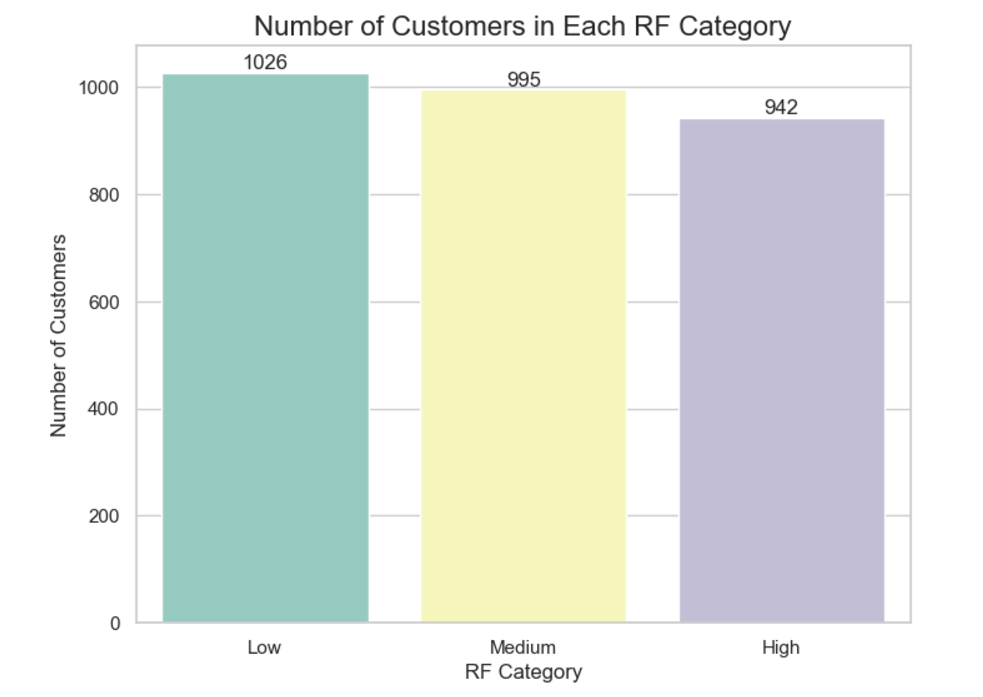 Number of Customers in Each RF Category
1026
995
942
1000
800
600
400
200
0
Number of Customers
Low
Medium
High
RF Category